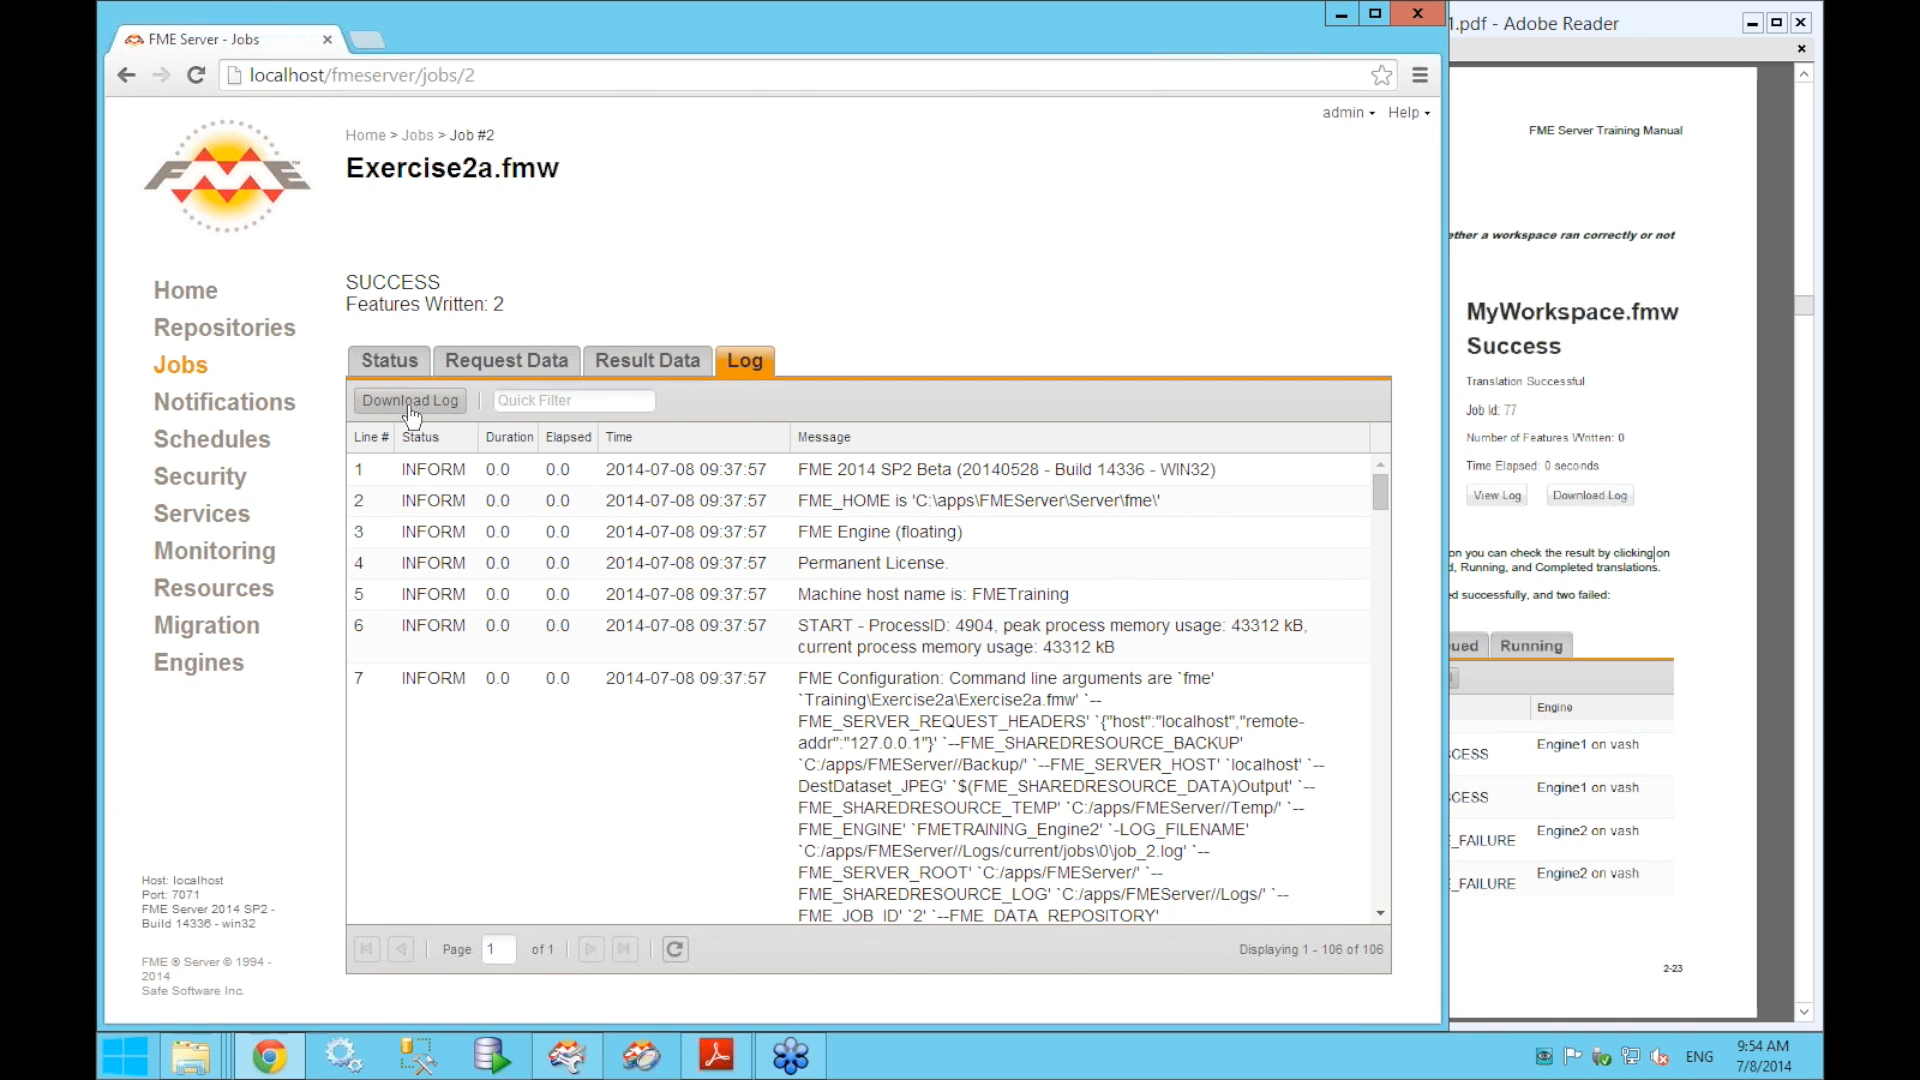 FME Server - Jobs
1.pdf - Adobe Reader
localhost/fmeserver/jobs/2
admin
Help
Home > Jobs > Job #2
FME
Exercise2a.fmw
SUCCESS
Features Written: 2
Home
Repositories
Jobs
Notifications
Schedules
Security
Services
Monitoring
Resources
Migration
Engines
Status
Request Data
Result Data
Log
Download Log
Quick Filter
Line #
Status
Duration
Elapsed
Time
Message
1 INFORM 0.0 0.0 2014-07-08 09:37:57 FME 2014 SP2 Beta (20140528 - Build 14336 - WIN32)
2 INFORM 0.0 0.0 2014-07-08 09:37:57 FME_HOME is 'C:\apps\FMEServer\Server\fme\'
3 INFORM 0.0 0.0 2014-07-08 09:37:57 FME Engine (floating)
4 INFORM 0.0 0.0 2014-07-08 09:37:57 Permanent License.
5 INFORM 0.0 0.0 2014-07-08 09:37:57 Machine host name is: FMETraining
6 INFORM 0.0 0.0 2014-07-08 09:37:57 START - ProcessID: 4904, peak process memory usage: 43312 kB,
current process memory usage: 43312 kB
7 INFORM 0.0 0.0 2014-07-08 09:37:57 FME Configuration: Command line arguments are `fme'
`Training\Exercise2a\Exercise2a.fmw' `--
FME_SERVER_REQUEST_HEADERS' `{"host":"localhost","remote-
addr":"127.0.0.1"}' `--FME_SHAREDRESOURCE_BACKUP'
`C:/apps/FMEServer//Backup/' `--FME_SERVER_HOST' `localhost' `--
DestDataset_JPEG' `$(FME_SHAREDRESOURCE_DATA)Output' `--
FME_SHAREDRESOURCE_TEMP' `C:/apps/FMEServer//Temp/' `--
FME_ENGINE' `FMETRAINING_Engine2' `-LOG_FILENAME'
`C:/apps/FMEServer//Logs/current/jobs\0\job_2.log' `--
FME_SERVER_ROOT' `C:/apps/FMEServer/' `--
FME_SHAREDRESOURCE_LOG' `C:/apps/FMEServer//Logs/' `--
FME_JOB_ID' `2' `--FME_DATA_REPOSITORY'
Page 1 of 1
Displaying 1 - 106 of 106
Host: localhost
Port: 7071
FME Server 2014 SP2 -
Build 14336 - win32
FME ® Server © 1994 -
2014
Safe Software Inc.
FME Server Training Manual
ether a workspace ran correctly or not
MyWorkspace.fmw
Success
Translation Successful
Job Id: 77
Number of Features Written: 0
Time Elapsed: 0 seconds
View Log
Download Log
on you can check the result by clicking on
d, Running, and Completed translations.
ed successfully, and two failed:
ued
Running
Engine
CESS Engine1 on vash
CESS Engine1 on vash
_FAILURE Engine2 on vash
_FAILURE Engine2 on vash
2-23
ENG
9:54 AM
7/8/2014